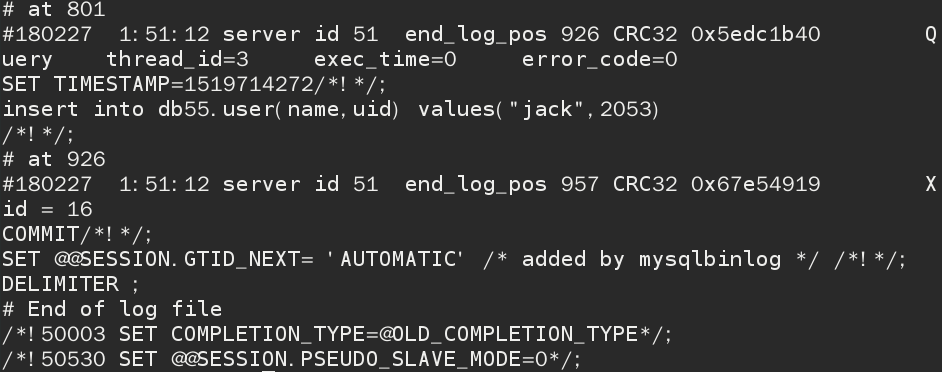 # at 801
#180227  1:51:12 server id 51  end_log_pos 926 CRC32 0x5edc1b40          Q
uery    thread_id=3     exec_time=0     error_code=0
SET TIMESTAMP=1519714272/*!*/;
insert into db55.user(name,uid) values("jack",2053)
/*!*/;
# at 926
#180227  1:51:12 server id 51  end_log_pos 957 CRC32 0x67e54919          X
id = 16
COMMIT/*!*/;
SET @@SESSION.GTID_NEXT= 'AUTOMATIC' /* added by mysqlbinlog */ /*!*/;
DELIMITER ;
# End of log file
/*!50003 SET COMPLETION_TYPE=@OLD_COMPLETION_TYPE*/;
/*!50530 SET @@SESSION.PSEUDO_SLAVE_MODE=0*/;